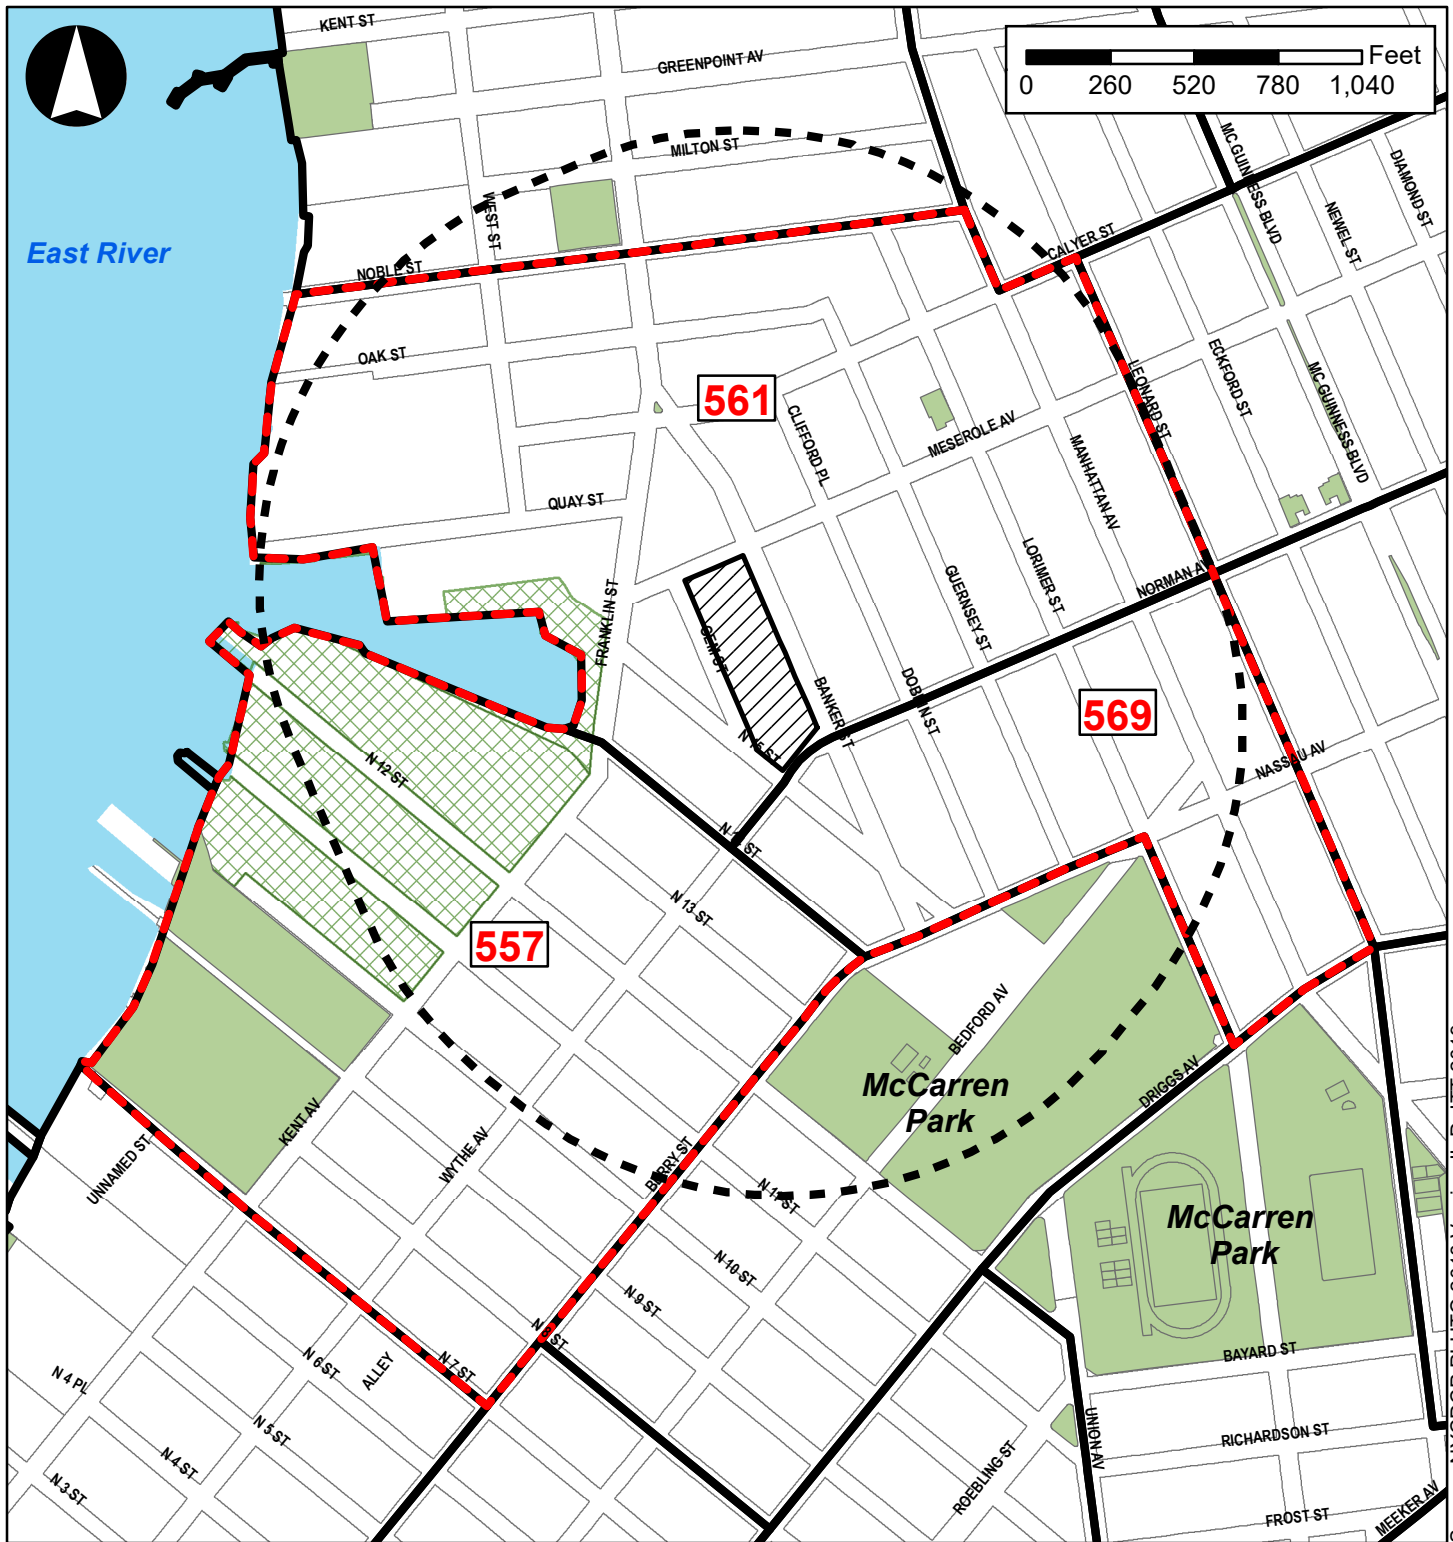 KENT ST
GREENPOINT AV
Feet
0 260 520 780 1,040
MILTON ST
MC GUINNESS BLVD
DIAMOND ST
WEST ST
NEWEL ST
East River
CALYER ST
NOBLE ST
OAK ST
LEONARD ST
ECKFORD ST
MC GUINNESS BLVD
561
CLIFFORD PL
MESEROLE AV
MANHATTAN AV
QUAY ST
LORIMER ST
NORMAN AV
GUERNSEY ST
FRANKLIN ST
GEM ST
BANKER ST
DOBBIN ST
569
N 15 ST
N 12 ST
NASSAU AV
ST
N 13 ST
557
BEDFORD AV
McCarren
Park
DRIGGS AV
KENT AV
WYTHE AV
BERRY ST
UNNAMED ST
N 11 ST
McCarren
Park
N 10 ST
N 9 ST
N 8 ST
N 7 ST
N 6 ST
ALLEY
BAYARD ST
N 4 PL
N 5 ST
UNION AV
RICHARDSON ST
N 4 ST
ROEBLING ST
N 3 ST
FROST ST
MEEKER AV